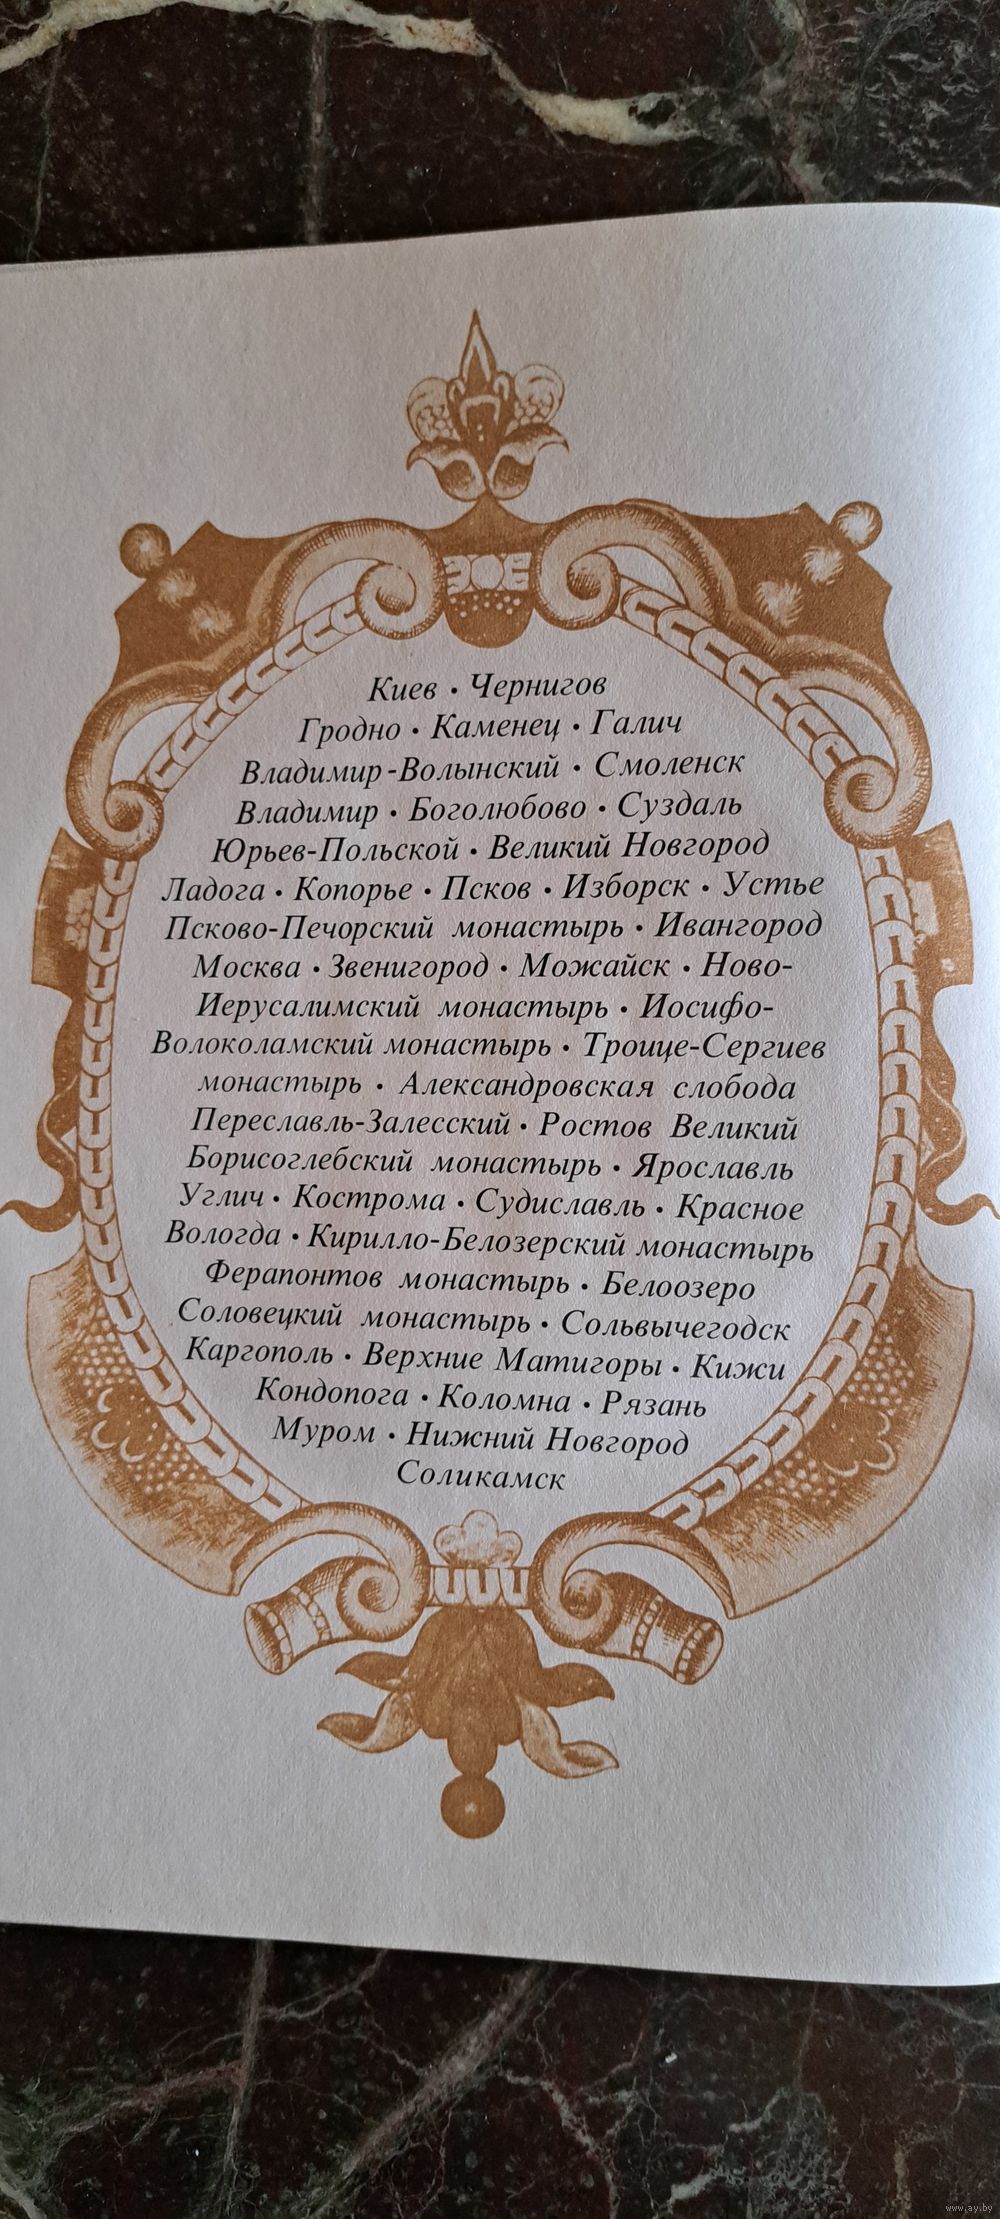 Киев • Чернигов
Гродно • Каменец • Галич
Владимир-Волынский • Смоленск
Владимир • Боголюбово • Суздаль
Юрьев-Польской • Великий Новгород
Ладога • Копорье • Псков • Изборск • Устье
Псково-Печорский монастырь • Ивангород
Москва • Звенигород • Можайск • Ново-
Иерусалимский монастырь • Иосифо-
Волоколамский монастырь • Троице-Сергиев
монастырь • Александровская слобода
Переславль-Залесский • Ростов Великий
Борисоглебский монастырь • Ярославль
Углич • Кострома • Судиславль • Красное
Вологда • Кирилло-Белозерский монастырь
Ферапонтов монастырь • Белоозеро
Соловецкий монастырь • Сольвычегодск
Каргополь • Верхние Матигоры • Кижи
Кондопога • Коломна • Рязань
Муром • Нижний Новгород
Соликамск
www.ay.by